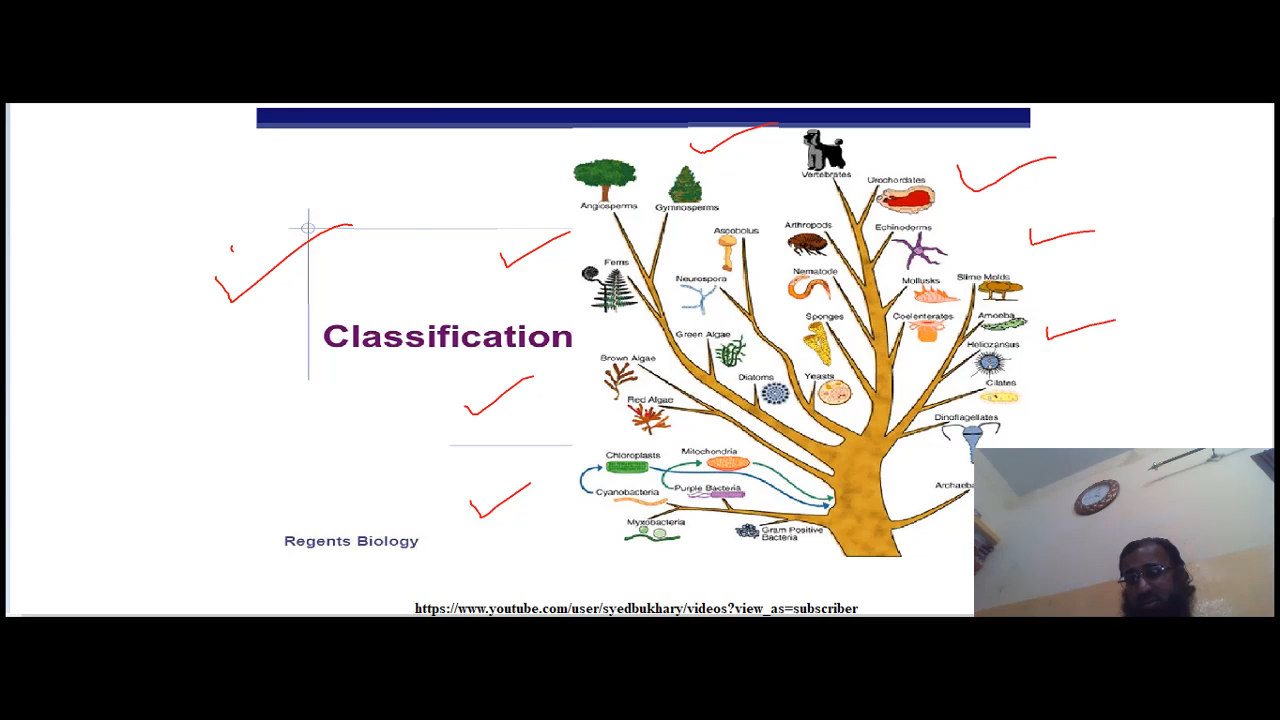 Vertebrates
Urochordates
Angiosperms
Gymnosperms
Ascobolus
Arthropods
Echinoderms
Ferns
Neurospora
Nematode
Mollusks
Slime Molds
Sponges
Coelenterates
Amoeba
Classification
Green Algae
Heliozansus
Brown Algae
Diatoms
Yeasts
Ciliates
Red Algae
Dinoflagellates
Chloroplasts
Mitochondria
Cyanobacteria
Purple Bacteria
Archaeba
Myxobacteria
Gram Positive
Bacteria
Regents Biology
https://www.youtube.com/user/syedbukhary/videos?view_as=subscriber